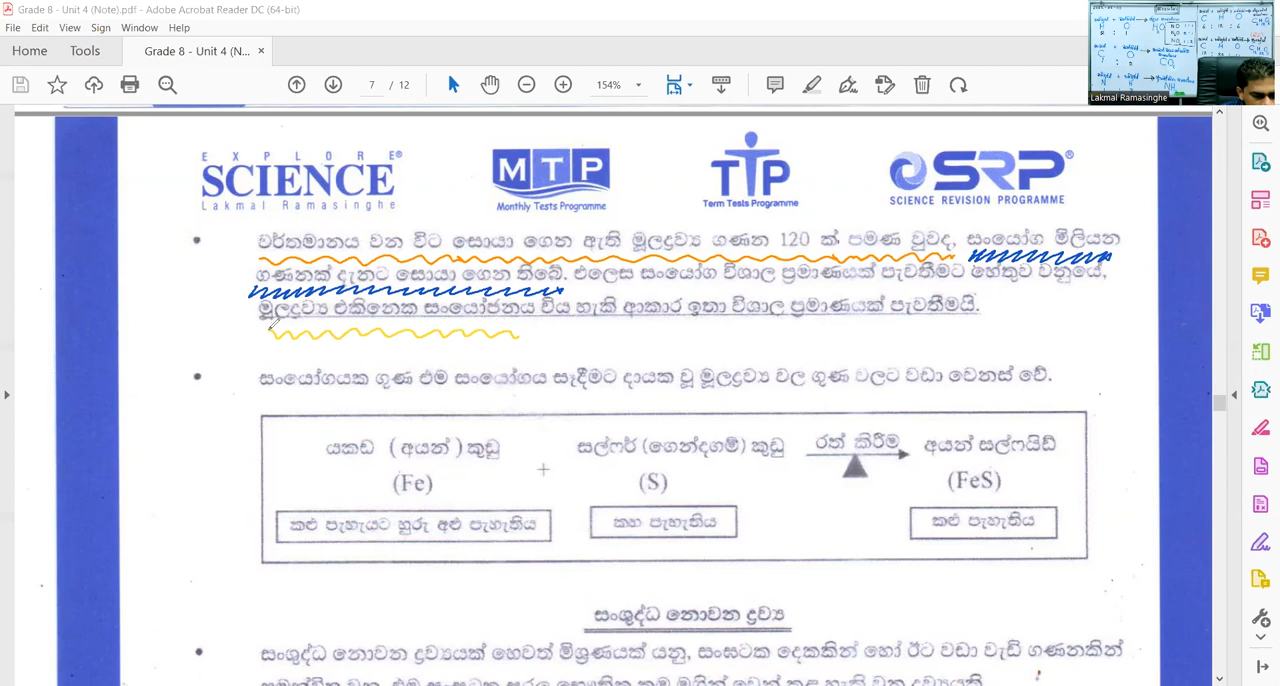 Grade 8 - Unit 4 (Note).pdf - Adobe Acrobat Reader DC (64-bit)
File Edit View Sign Window Help
Home Tools Grade 8 - Unit 4 (N... ×
7 / 12 154%
Lakmal Ramasinghe
EXPLORE®
SCIENCE
Lakmal Ramasinghe
MTP
Monthly Tests Programme
TTP
Term Tests Programme
SRP®
SCIENCE REVISION PROGRAMME
• වර්තමානය වන විට සොයා ගෙන ඇති මූලද්‍රව්‍ය ගණන 120 ක් පමණ වුවද, සංයෝග මිලියන
ගණනක් දැනට සොයා ගෙන තිබේ. එලෙස සංයෝග විශාල ප්‍රමාණයක් පැවතීමට හේතුව වනුයේ,
මූලද්‍රව්‍ය එකිනෙක සංයෝජනය විය හැකි ආකාර ඉතා විශාල ප්‍රමාණයක් පැවතීමයි.
• සංයෝගයක ගුණ එම සංයෝගය සෑදීමට දායක වූ මූලද්‍රව්‍ය වල ගුණ වලට වඩා වෙනස් වේ.
යකඩ ( අයන් ) කුඩු + සල්ෆර් (ගෙන්දගම්) කුඩු රත් කිරීම අයන් සල්ෆයිඩ්
(Fe) (S) (FeS)
කළු පැහැයට හුරු අළු පැහැතිය කහ පැහැතිය කළු පැහැතිය
සංශුද්ධ නොවන ද්‍රව්‍ය
• සංශුද්ධ නොවන ද්‍රව්‍යයක් හෙවත් මිශ්‍රණයක් යනු, සංඝටක දෙකකින් හෝ ඊට වඩා වැඩි ගණනකින්